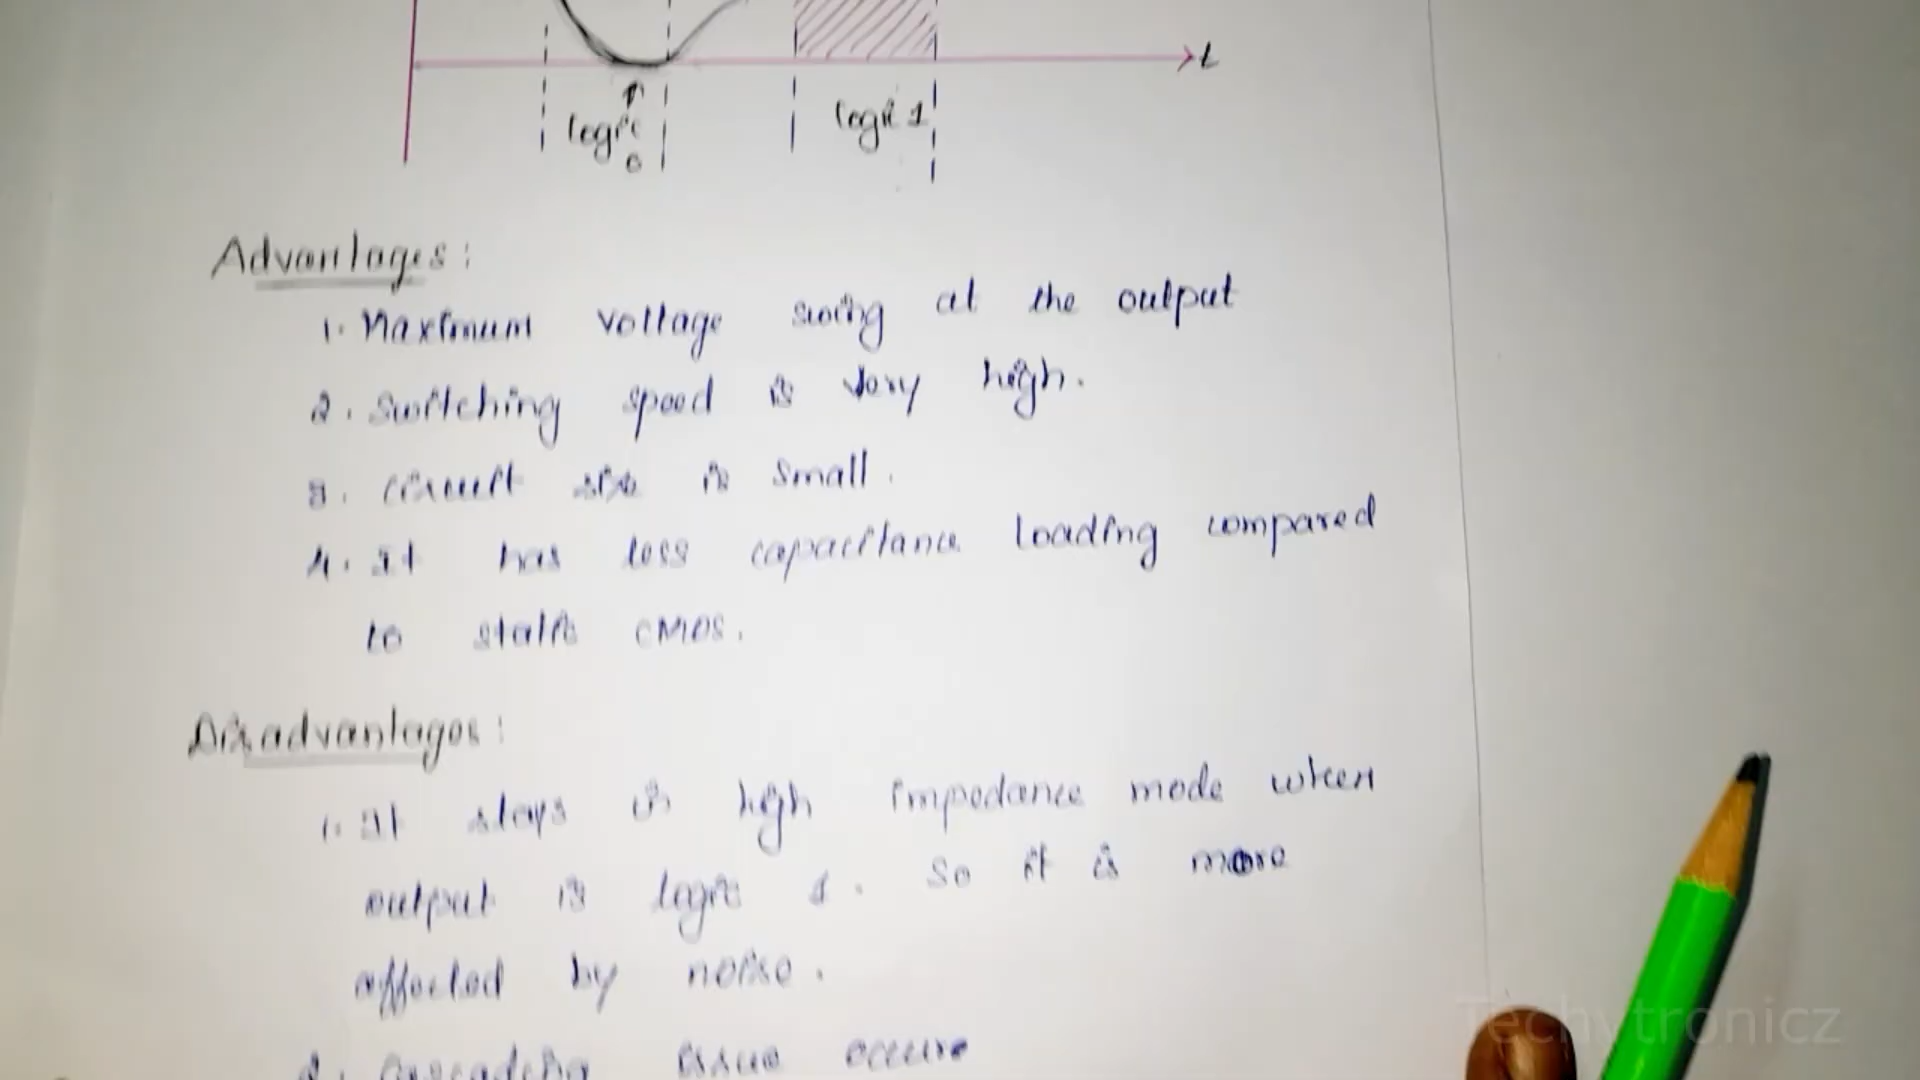 t
logic
0
logic 1
Advantages:
1. Maximum voltage swing at the output
2. switching speed is very high.
3. circuit size is small.
4. It has less capacitance loading compared
to static CMOS.
Disadvantages:
1. It stays in high impedance mode when
output is logic 1. So it is more
affected by noise.
2. cascading issue occurs
Techytronicz